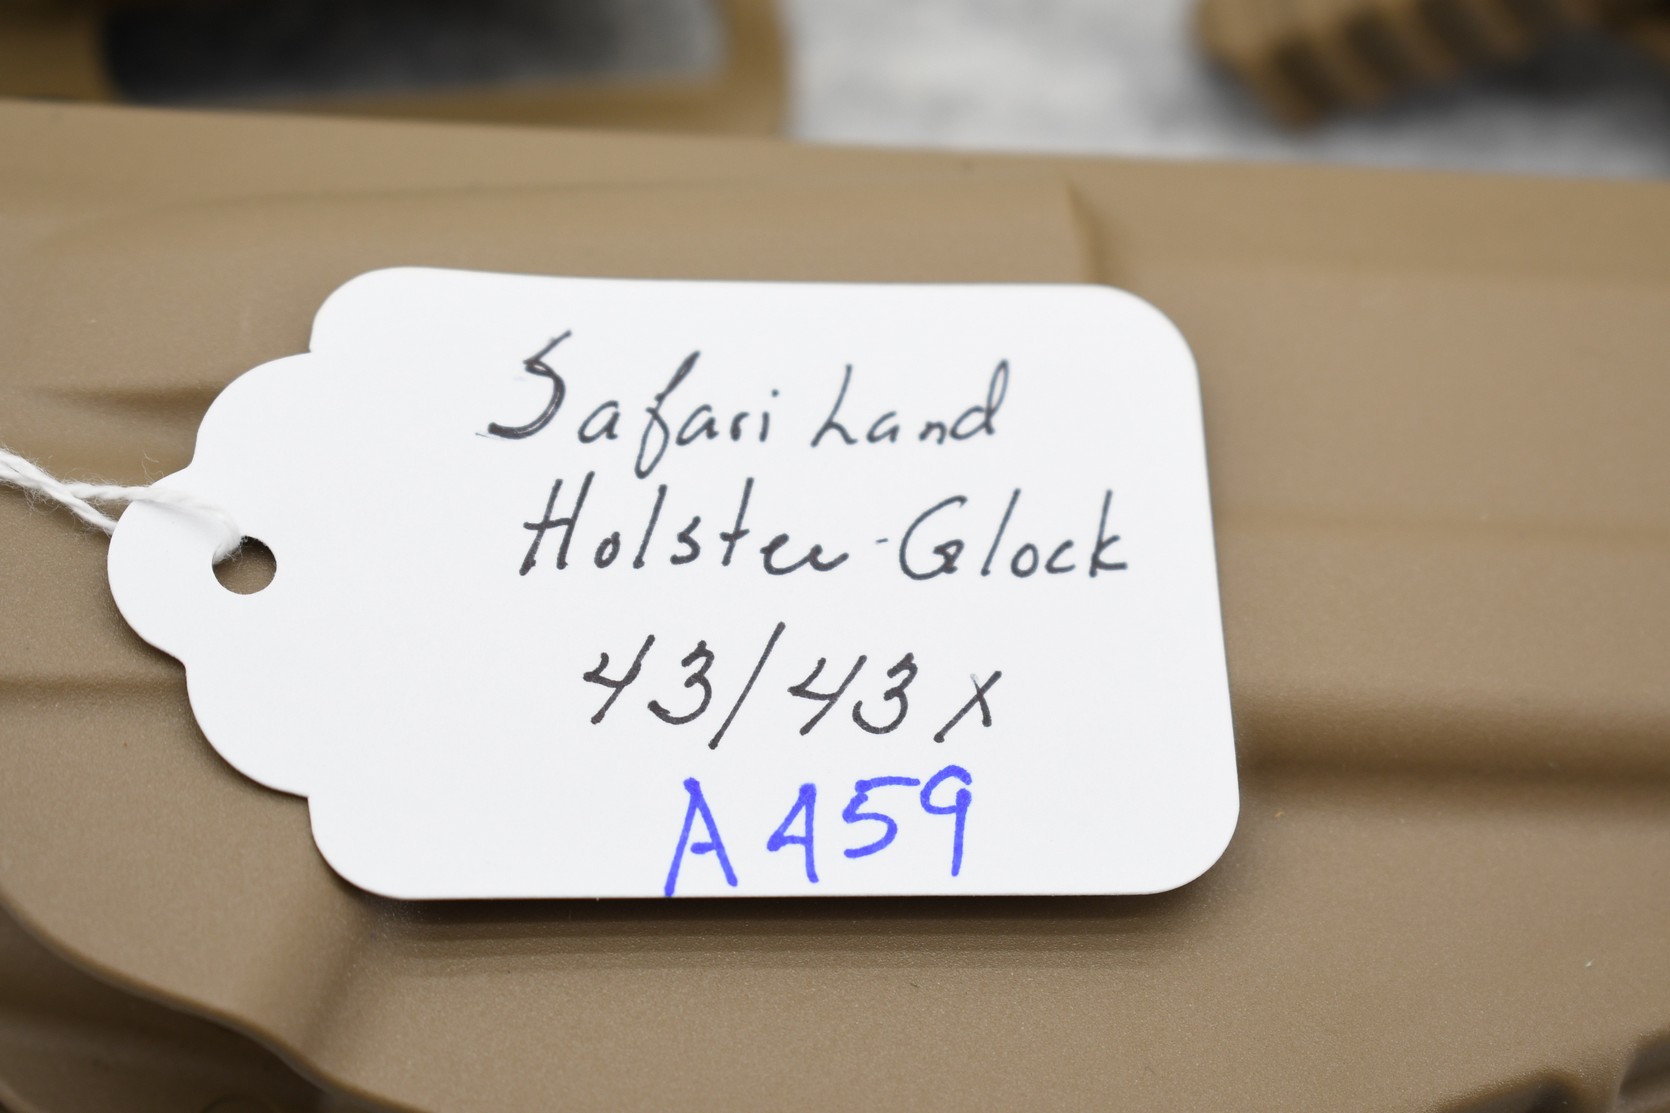 Safari Land
Holster - Glock
43/43x
A459